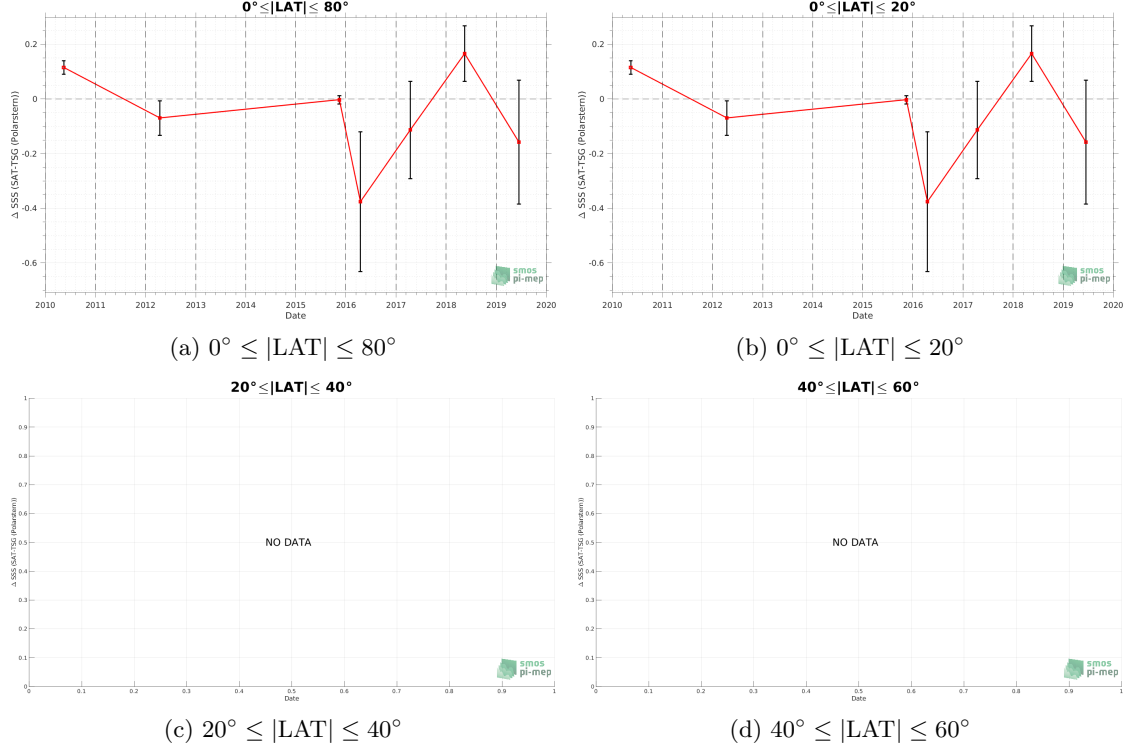 0°≤|LAT|≤ 80°
Δ SSS (SAT-TSG (Polarstern))
0.2
0
-0.2
-0.4
-0.6
2010 2011 2012 2013 2014 2015 2016 2017 2018 2019 2020
Date
smos
pi-mep
(a) 0° ≤ |LAT| ≤ 80°
0°≤|LAT|≤ 20°
Δ SSS (SAT-TSG (Polarstern))
0.2
0
-0.2
-0.4
-0.6
2010 2011 2012 2013 2014 2015 2016 2017 2018 2019 2020
Date
smos
pi-mep
(b) 0° ≤ |LAT| ≤ 20°
20°≤|LAT|≤ 40°
Δ SSS (SAT-TSG (Polarstern))
1
0.9
0.8
0.7
0.6
0.5
0.4
0.3
0.2
0.1
0
NO DATA
0 0.1 0.2 0.3 0.4 0.5 0.6 0.7 0.8 0.9 1
Date
smos
pi-mep
(c) 20° ≤ |LAT| ≤ 40°
40°≤|LAT|≤ 60°
Δ SSS (SAT-TSG (Polarstern))
1
0.9
0.8
0.7
0.6
0.5
0.4
0.3
0.2
0.1
0
NO DATA
0 0.1 0.2 0.3 0.4 0.5 0.6 0.7 0.8 0.9 1
Date
smos
pi-mep
(d) 40° ≤ |LAT| ≤ 60°